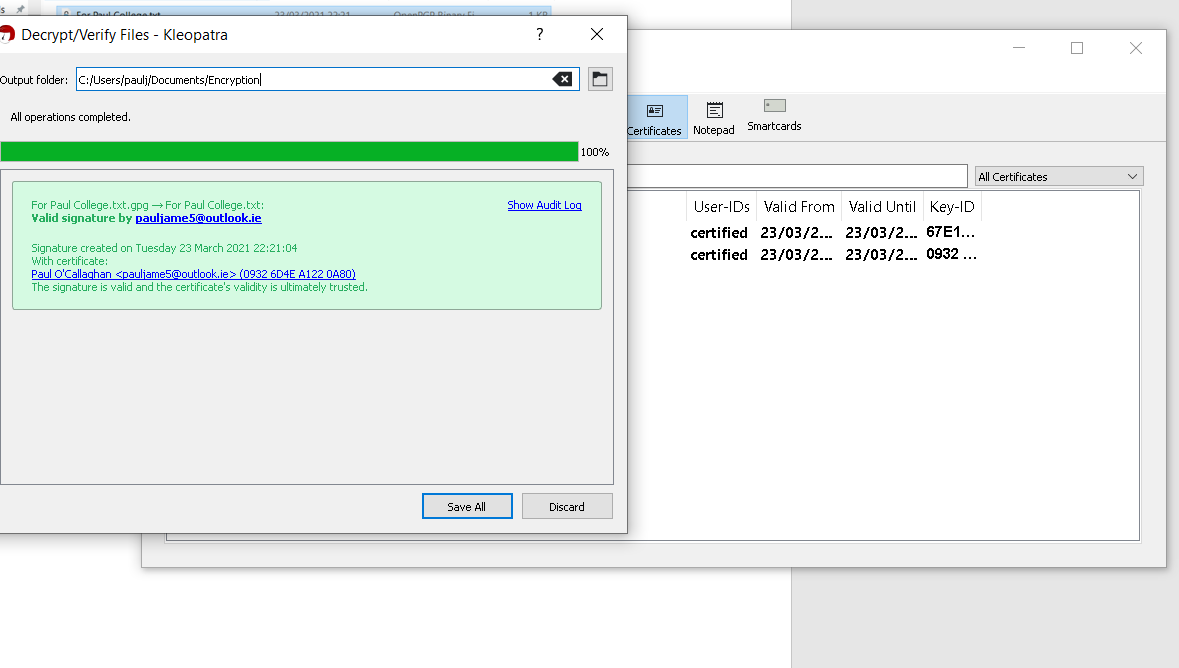 For Paul College.txt 23/03/2021 22:21 OpenPGP Binary Fi... 1 KB
Decrypt/Verify Files - Kleopatra ?
Output folder: C:/Users/paulj/Documents/Encryption
All operations completed.
100%
For Paul College.txt.gpg → For Paul College.txt:
Show Audit Log
Valid signature by pauljame5@outlook.ie
Signature created on Tuesday 23 March 2021 22:21:04
With certificate:
Paul O'Callaghan <pauljame5@outlook.ie> (0932 6D4E A122 0A80)
The signature is valid and the certificate's validity is ultimately trusted.
Save All Discard
Certificates Notepad Smartcards
All Certificates
User-IDs Valid From Valid Until Key-ID
certified 23/03/2... 23/03/2... 67E1...
certified 23/03/2... 23/03/2... 0932 ...